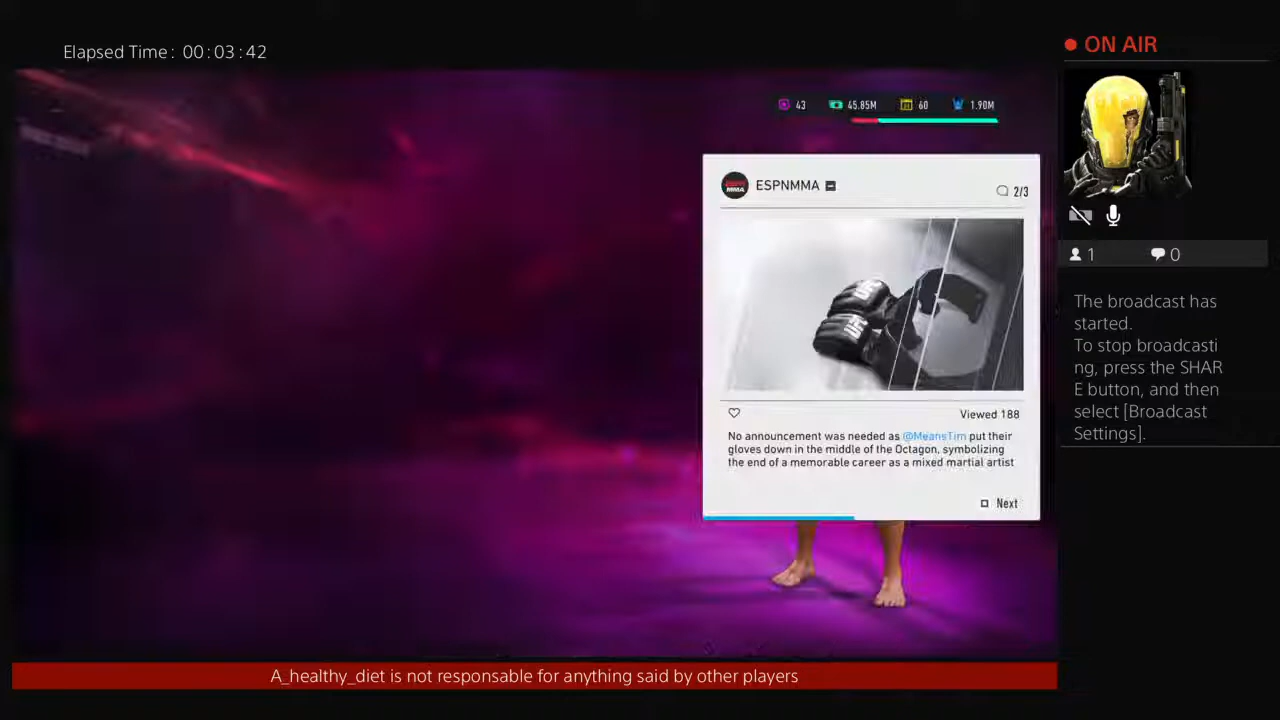 Elapsed Time: 00:03:42
ON AIR
43 45.85M 60 1.90M
ESPNMMA
2/3
1 0
The broadcast has
started.
To stop broadcasti
ng, press the SHAR
E button, and then
select [Broadcast
Settings].
Viewed 188
No announcement was needed as @MeansTim put their
gloves down in the middle of the Octagon, symbolizing
the end of a memorable career as a mixed martial artist
Next
A_healthy_diet is not responsable for anything said by other players